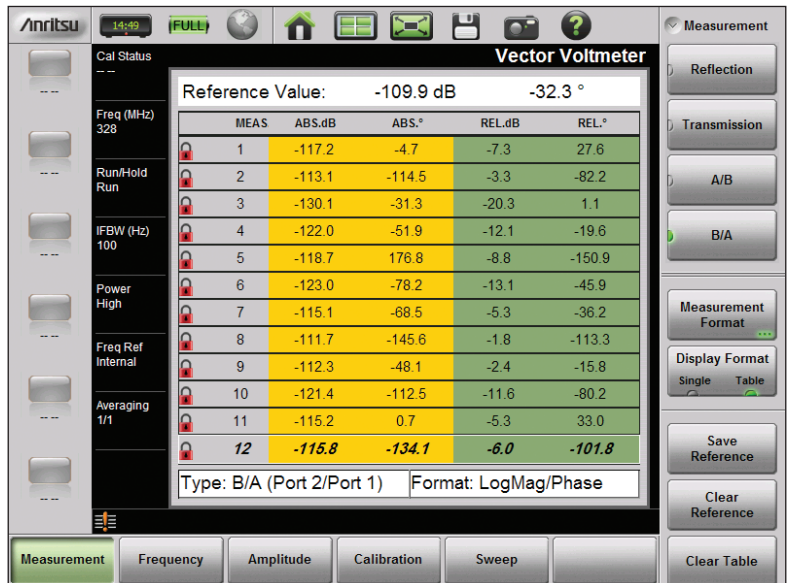 Anritsu 14:49 FULL ?
Vector Voltmeter
Cal Status
-- --
Freq (MHz)
328
Run/Hold
Run
IFBW (Hz)
100
Power
High
Freq Ref
Internal
Averaging
1/1
-- --
-- --
-- --
-- --
-- --
-- --
Reference Value: -109.9 dB -32.3 °
MEAS ABS.dB ABS.° REL.dB REL.°
1 -117.2 -4.7 -7.3 27.6
2 -113.1 -114.5 -3.3 -82.2
3 -130.1 -31.3 -20.3 1.1
4 -122.0 -51.9 -12.1 -19.6
5 -118.7 176.8 -8.8 -150.9
6 -123.0 -78.2 -13.1 -45.9
7 -115.1 -68.5 -5.3 -36.2
8 -111.7 -145.6 -1.8 -113.3
9 -112.3 -48.1 -2.4 -15.8
10 -121.4 -112.5 -11.6 -80.2
11 -115.2 0.7 -5.3 33.0
12 -115.8 -134.1 -6.0 -101.8
Type: B/A (Port 2/Port 1) Format: LogMag/Phase
Measurement
Reflection
Transmission
A/B
B/A
Measurement
Format
Display Format
Single Table
Save
Reference
Clear
Reference
Clear Table
Measurement Frequency Amplitude Calibration Sweep